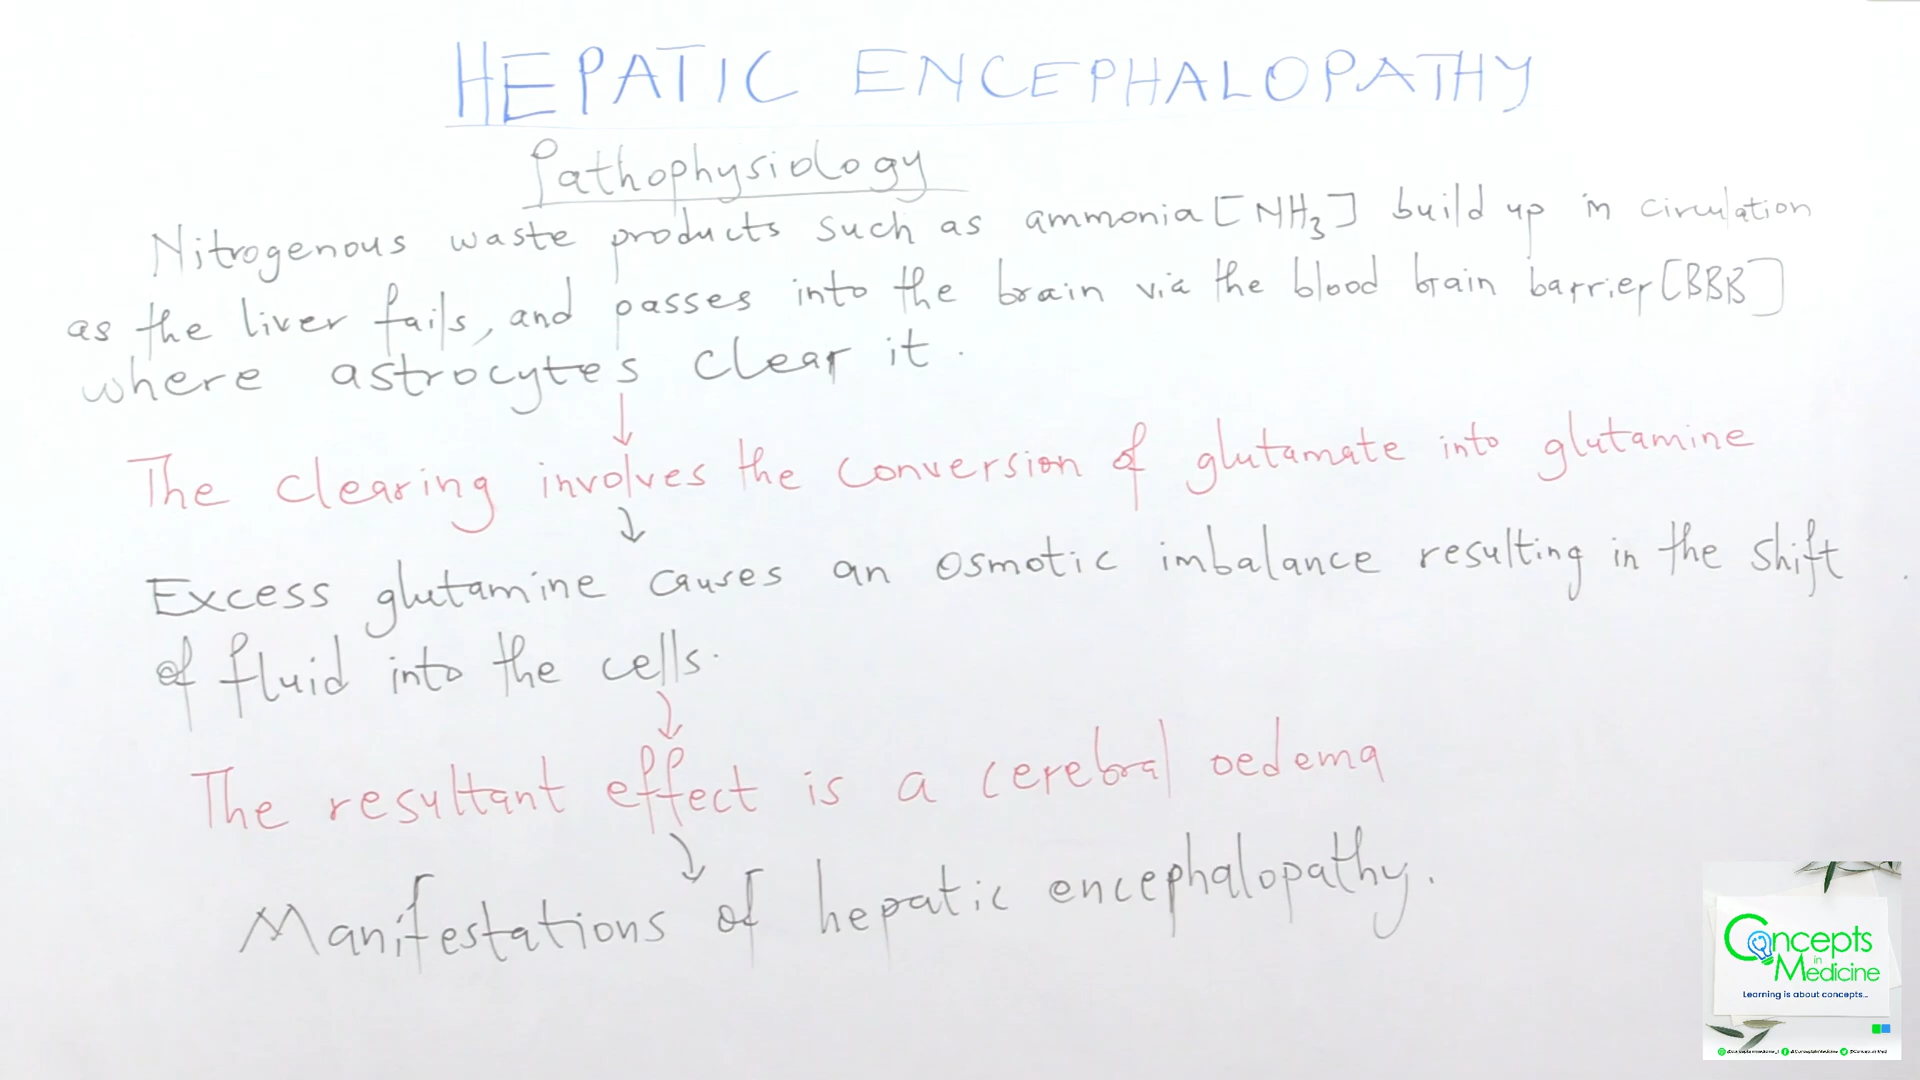 HEPATIC ENCEPHALOPATHY
Pathophysiology
Nitrogenous waste products such as ammonia [NH3] build up in circulation
as the liver fails, and passes into the brain via the blood brain barrier [BBB]
where astrocytes clear it.
↓
The clearing involves the conversion of glutamate into glutamine
↓
Excess glutamine causes an osmotic imbalance resulting in the shift
of fluid into the cells.
↓
The resultant effect is a cerebral oedema
↓
Manifestations of hepatic encephalopathy.
Concepts
in
Medicine
Learning is about concepts...